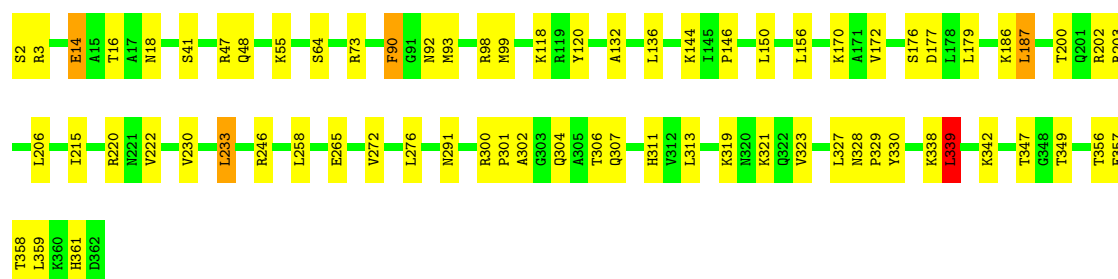 S2 R3 E14 A15 T16 A17 N18 S41 R47 Q48 K55 S64 R73 F90 G91 N92 M93 R98 M99 K118 R119 Y120 A132 L136 K144 I145 P146 L150 L156 K170 A171 V172 S176 D177 L178 L179 K186 L187 T200 Q201 R202
L206 I215 R220 N221 V222 V230 L233 R246 L258 E265 V272 L276 N291 R300 P301 A302 G303 Q304 A305 T306 Q307 H311 V312 L313 K319 N320 K321 Q322 V323 L327 N328 P329 Y330 K338 L339 K342 T347 G348 T349 T356
T358 L359 K360 H361 D362